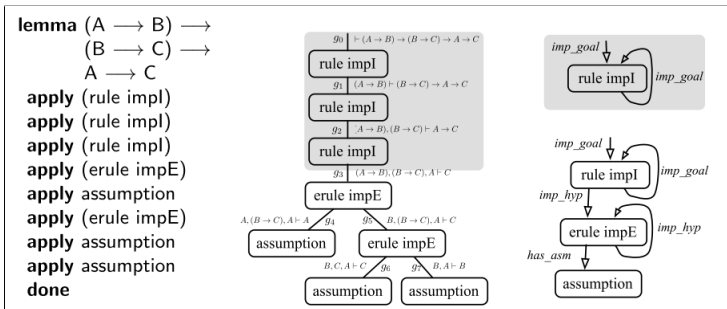 lemma (A ⟶ B) ⟶
(B ⟶ C) ⟶
A ⟶ C
apply (rule impI)
apply (rule impI)
apply (rule impI)
apply (erule impE)
apply assumption
apply (erule impE)
apply assumption
apply assumption
done
g₀ ⊢ (A → B) → (B → C) → A → C
rule impI
g₁ (A → B) ⊢ (B → C) → A → C
rule impI
g₂ (A → B), (B → C) ⊢ A → C
rule impI
g₃ (A → B), (B → C), A ⊢ C
erule impE
A, (B → C), A ⊢ A g₄ g₅ B, (B → C), A ⊢ C
assumption erule impE
B, C, A ⊢ C g₆ g₇ B, A ⊢ B
assumption assumption
imp_goal
rule impI
imp_goal
imp_goal
rule impI
imp_goal
imp_hyp
erule impE
imp_hyp
has_asm
assumption